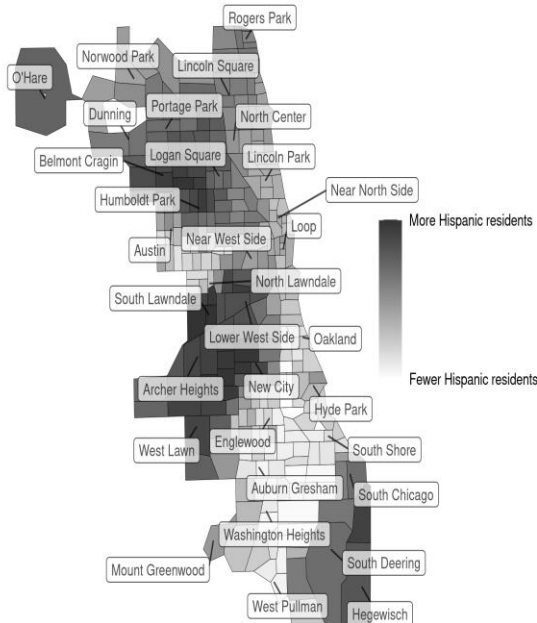 Rogers Park
Norwood Park
Lincoln Square
O'Hare
Portage Park
Dunning
North Center
Logan Square
Lincoln Park
Belmont Cragin
Near North Side
Humboldt Park
More Hispanic residents
Loop
Near West Side
Austin
North Lawndale
South Lawndale
Lower West Side
Oakland
Fewer Hispanic residents
New City
Archer Heights
Hyde Park
Englewood
West Lawn
South Shore
Auburn Gresham
South Chicago
Washington Heights
South Deering
Mount Greenwood
West Pullman
Hegewisch